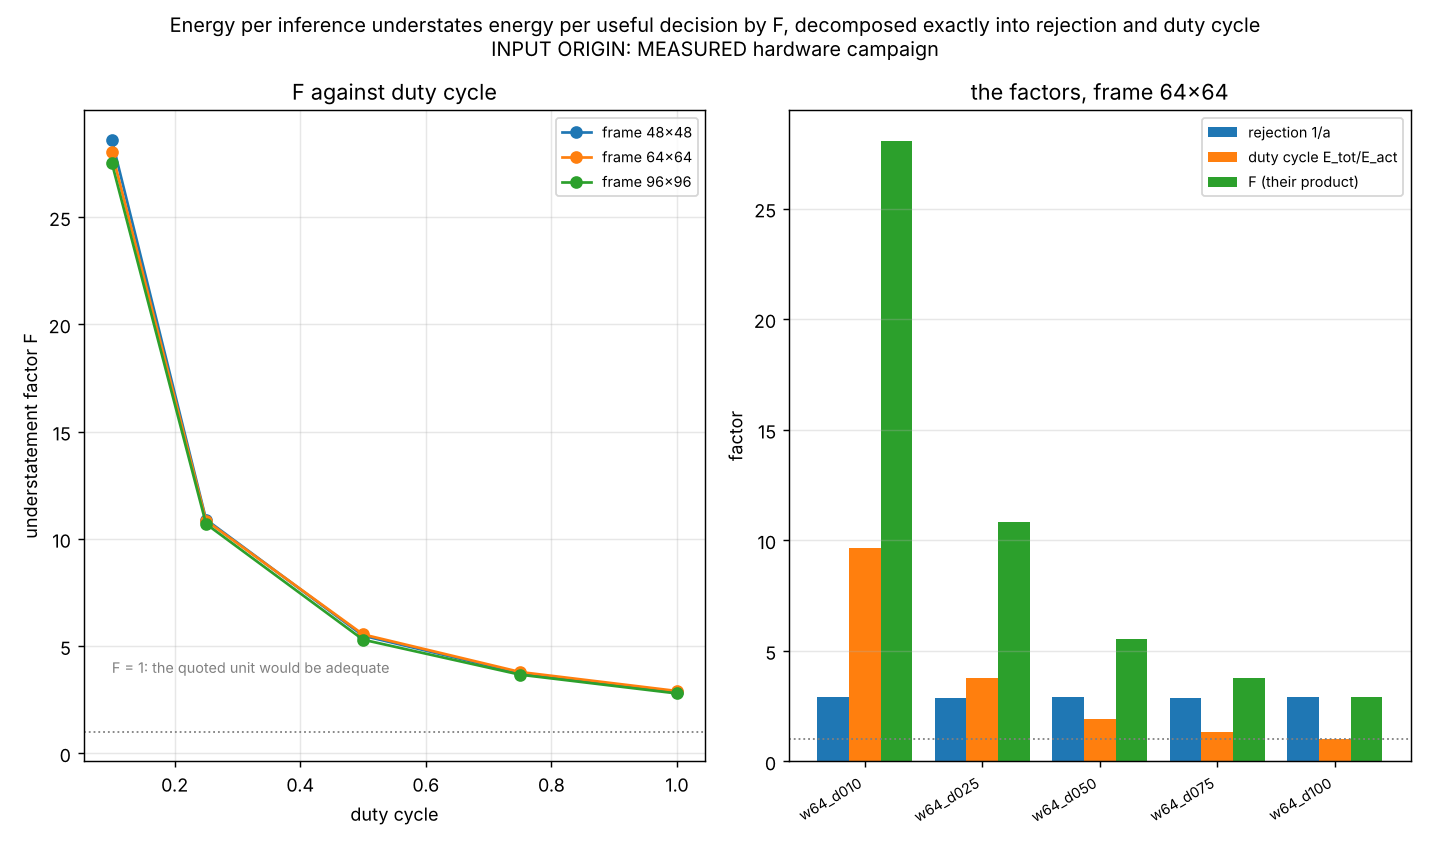 Energy per inference understates energy per useful decision by F, decomposed exactly into rejection and duty cycle
INPUT ORIGIN: MEASURED hardware campaign
F against duty cycle
frame 48×48
frame 64×64
frame 96×96
understatement factor F
25
20
15
10
5
0
F = 1: the quoted unit would be adequate
0.2
0.4
0.6
0.8
1.0
duty cycle
the factors, frame 64×64
rejection 1/a
duty cycle E_tot/E_act
F (their product)
factor
25
20
15
10
5
0
w64_d010
w64_d025
w64_d050
w64_d075
w64_d100